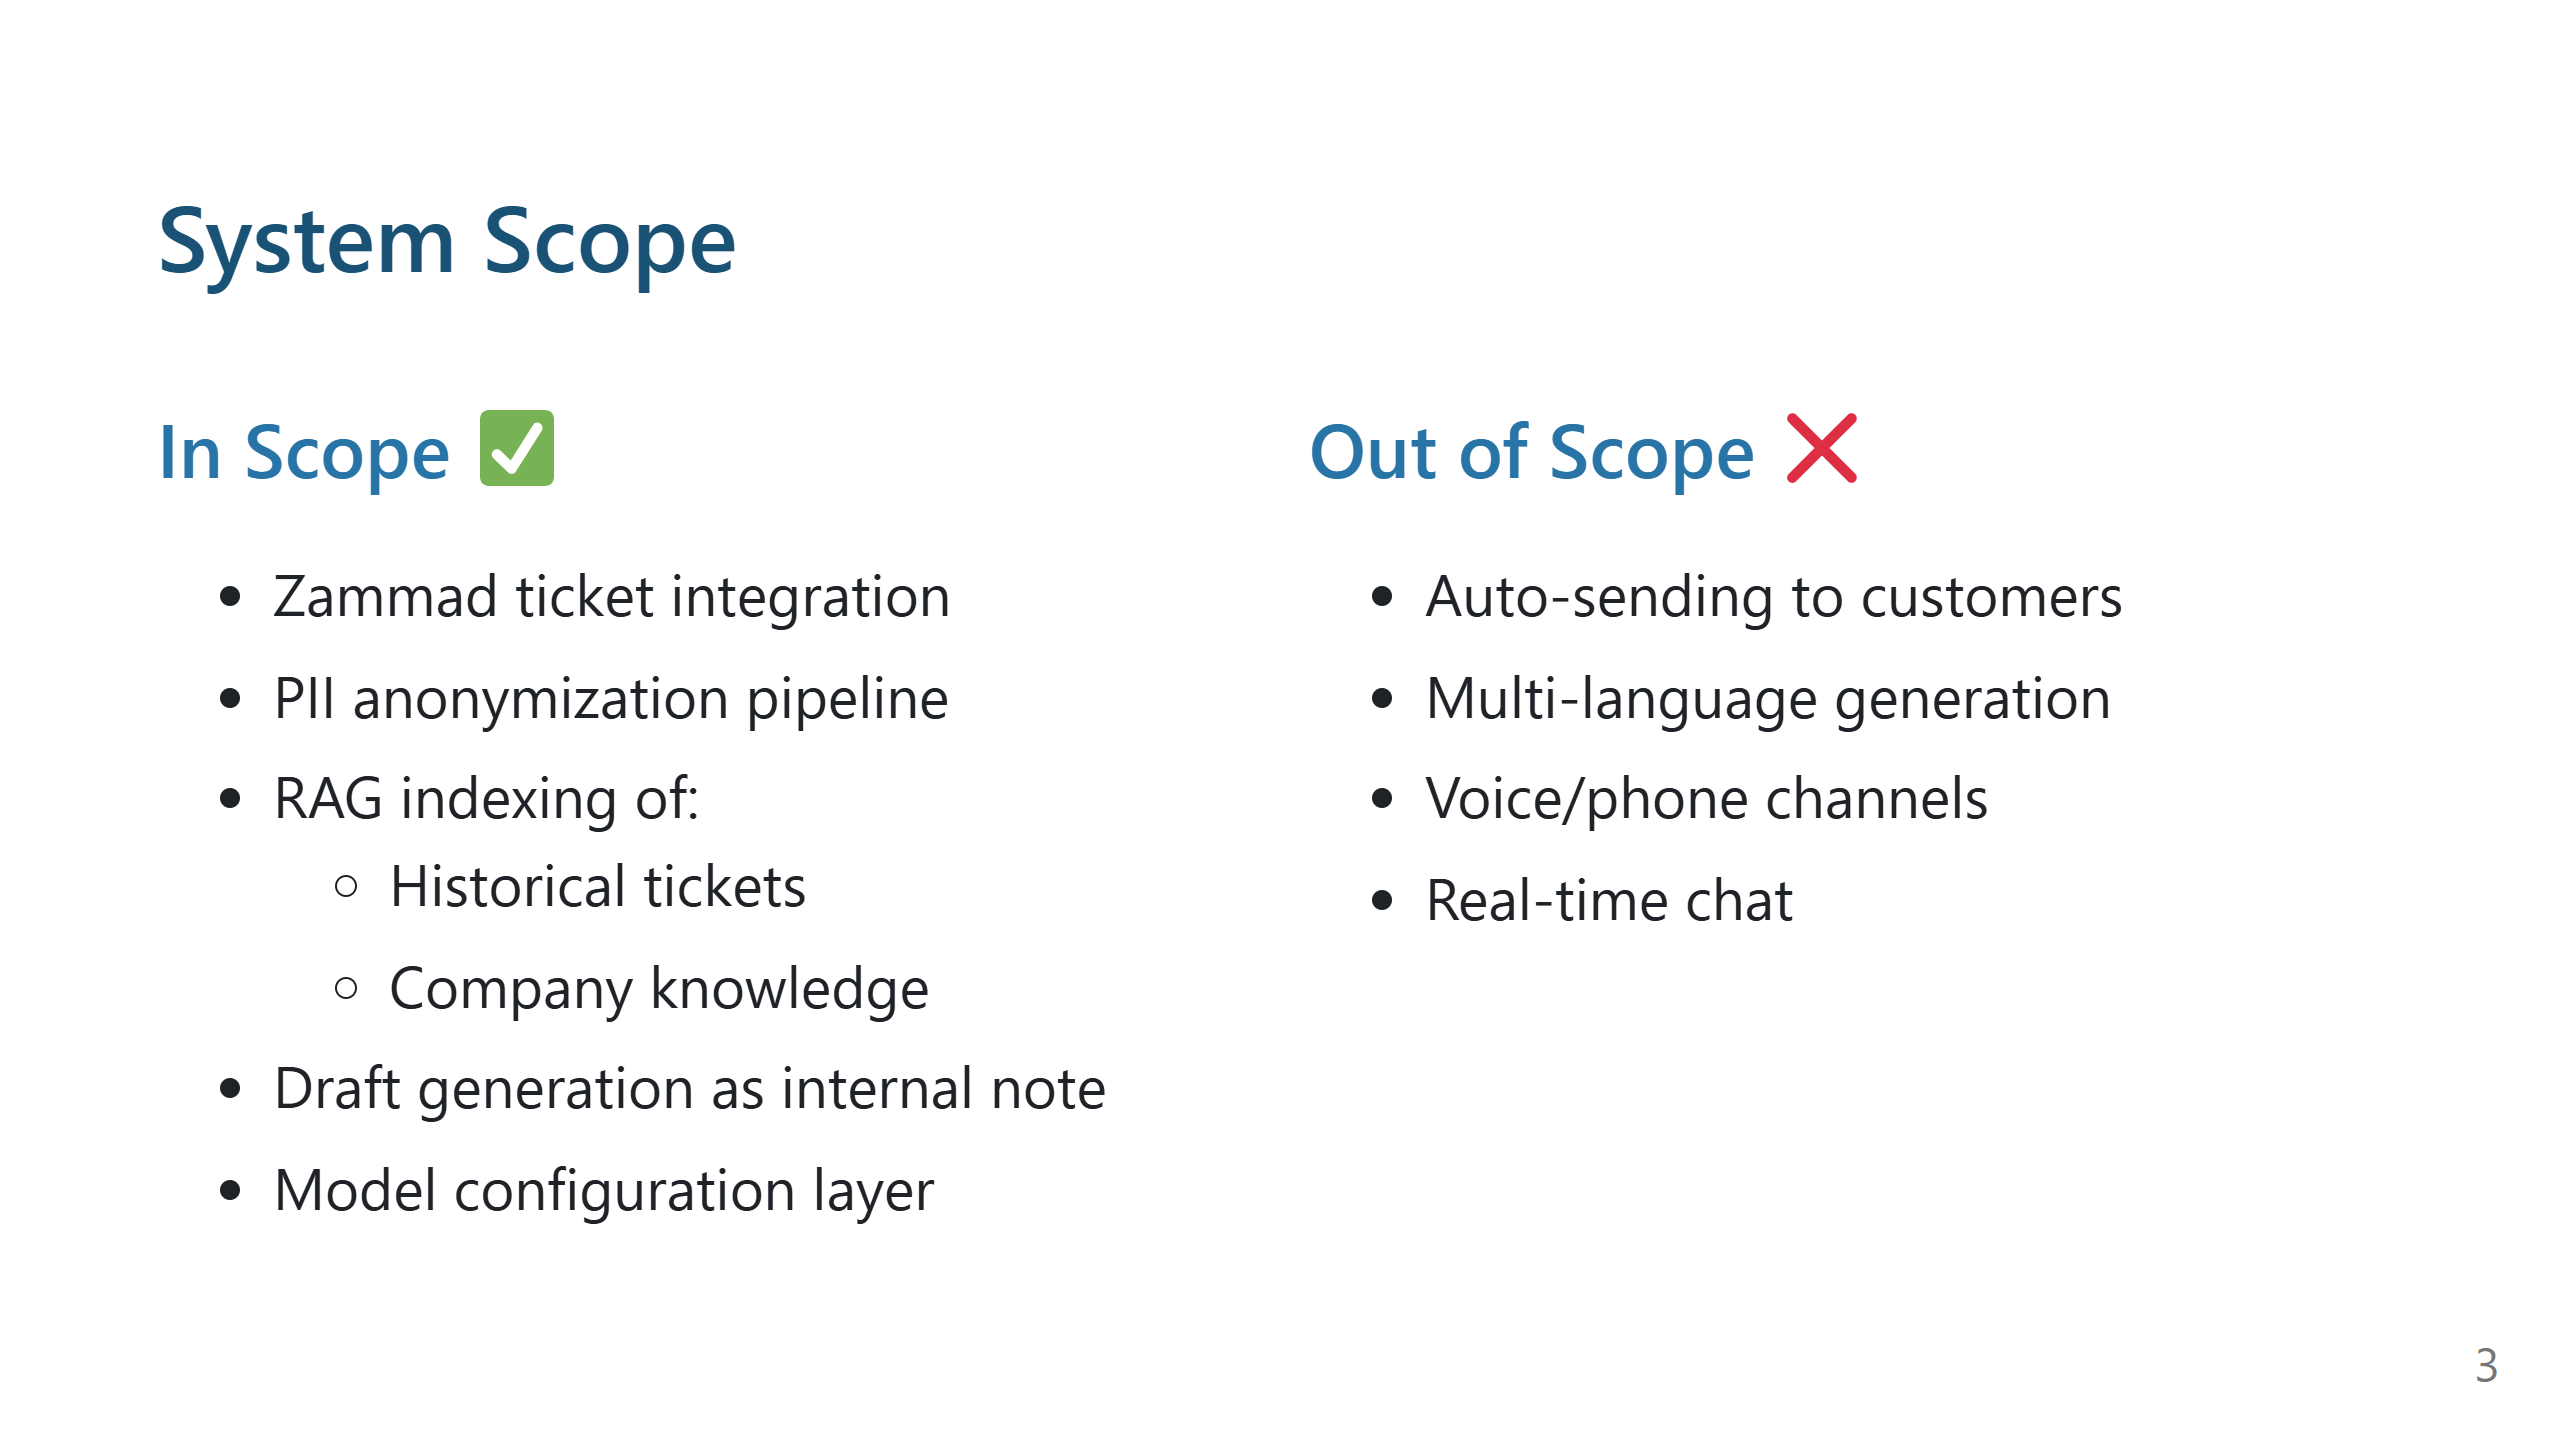 System Scope
In Scope ✅
Zammad ticket integration
PII anonymization pipeline
RAG indexing of:
Historical tickets
Company knowledge
Draft generation as internal note
Model configuration layer
Out of Scope ❌
Auto-sending to customers
Multi-language generation
Voice/phone channels
Real-time chat
3